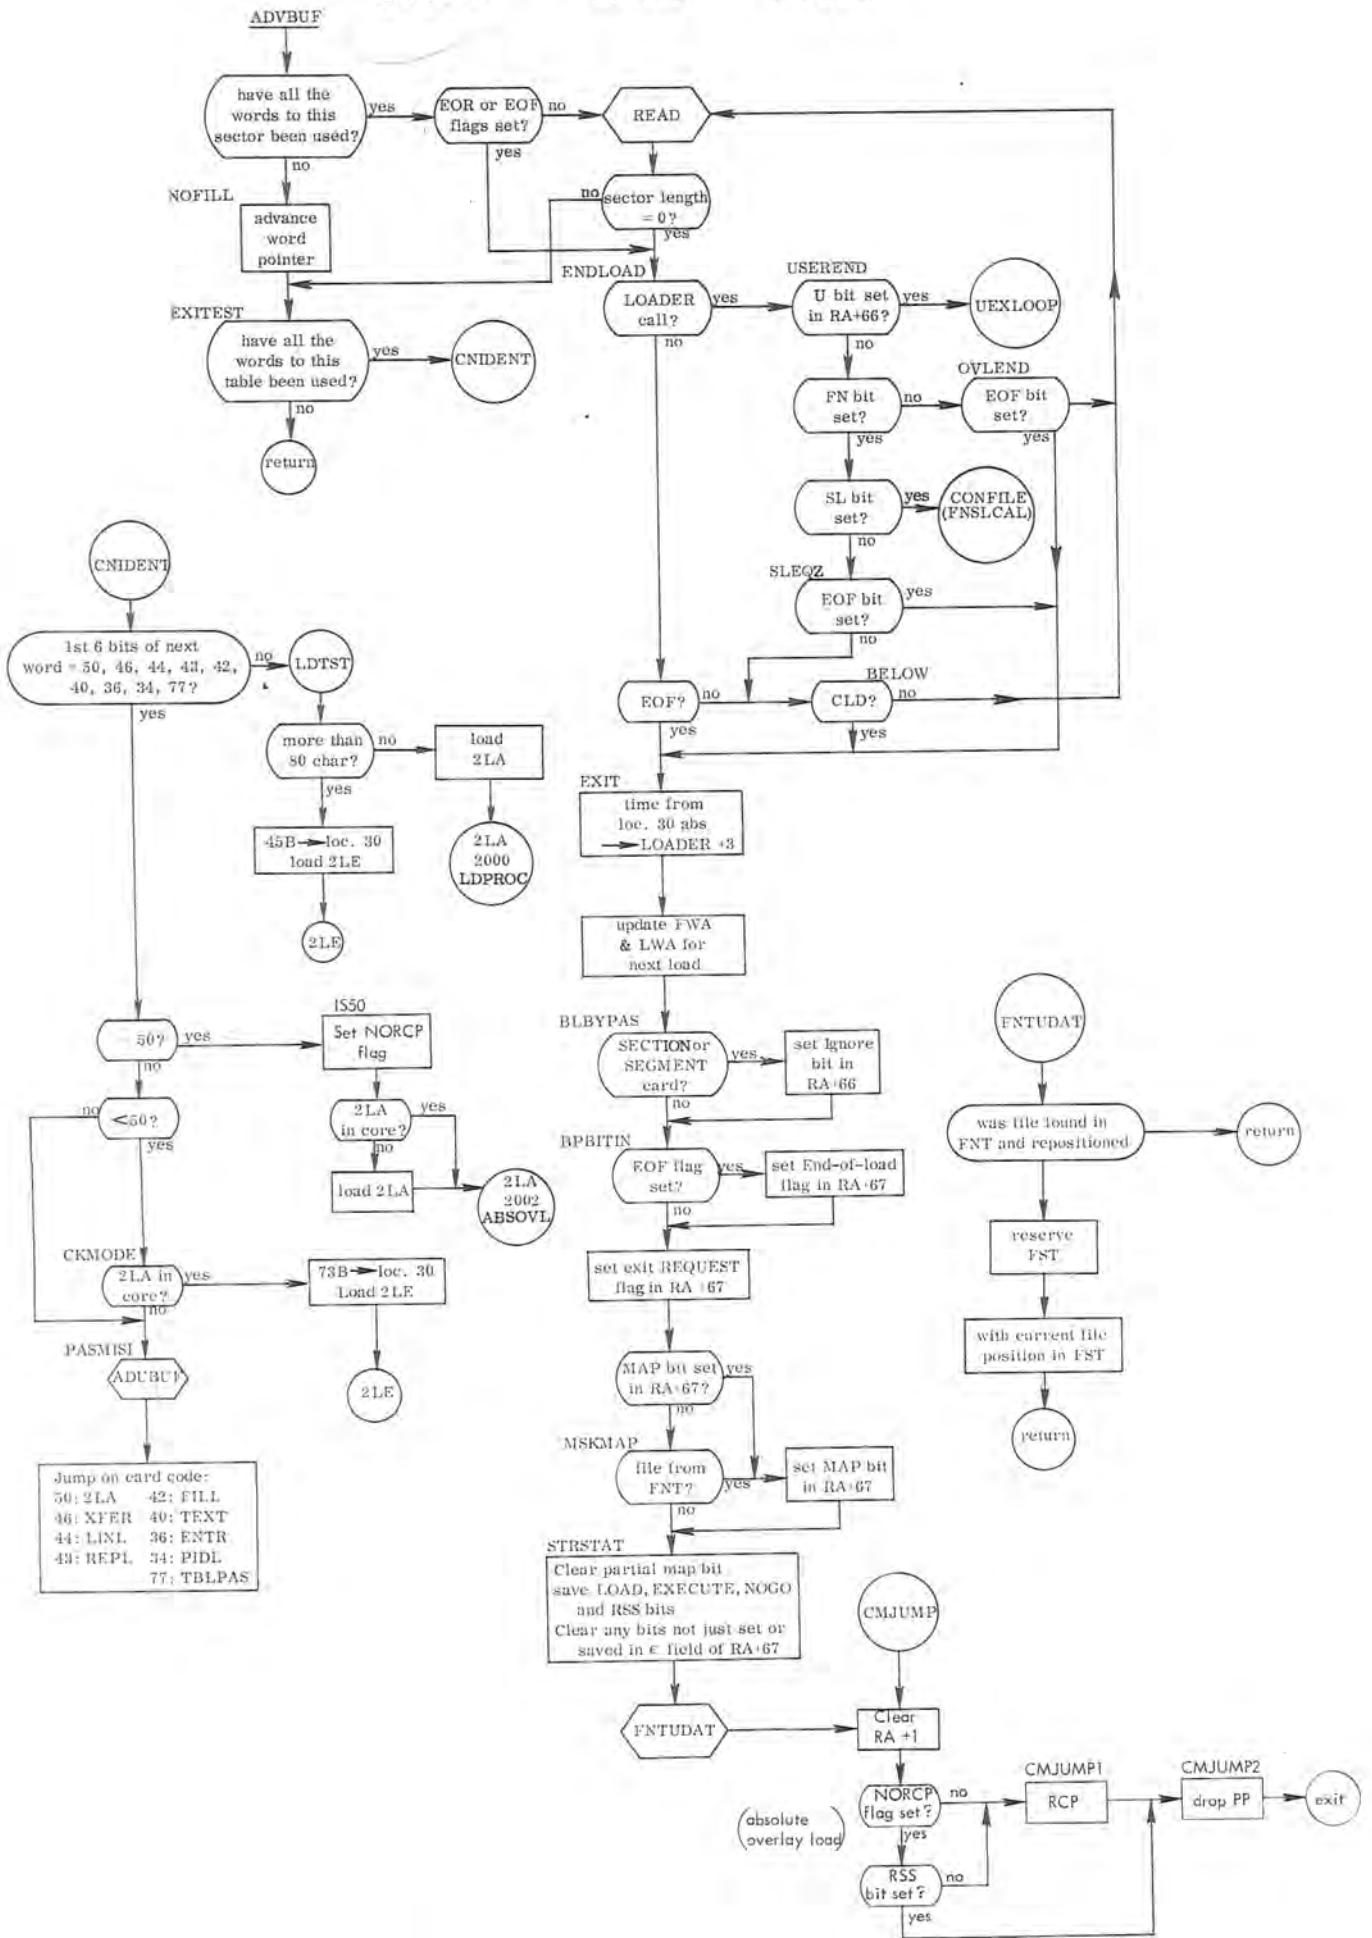 ADVBUF
have all the
words to this
sector been used?
yes
no
EOR or EOF
flags set?
no
yes
READ
NOFILL
advance
word
pointer
no
sector length
= 0?
yes
EXITEST
have all the
words to this
table been used?
yes
no
CNIDENT
return
ENDLOAD
LOADER
call?
yes
no
USEREND
U bit set
in RA+66?
yes
no
UEXLOOP
FN bit
set?
no
yes
OVLEND
EOF bit
set?
yes
SL bit
set?
yes
no
CONFILE
(FNSLCAL)
SLEQZ
EOF bit
set?
yes
no
EOF?
no
yes
BELOW
CLD?
no
yes
CNIDENT
1st 6 bits of next
word = 50, 46, 44, 43, 42,
40, 36, 34, 77?
no
yes
LDTST
more than
80 char?
no
yes
load
2LA
45B → loc. 30
load 2LE
2LA
2000
LDPROC
2LE
EXIT
time from
loc. 30 abs
→ LOADER +3
update FWA
& LWA for
next load
50?
yes
no
IS50
Set NORCP
flag
<50?
no
yes
2LA
in core?
yes
no
load 2LA
2LA
2002
ABSOVL
CKMODE
2LA in
core?
yes
no
73B → loc. 30
Load 2LE
2LE
PASMISI
ADUBUF
Jump on card code:
50: 2LA 42: FILL
46: XFER 40: TEXT
44: LINL 36: ENTR
43: REPL 34: PIDL
77: TBLPAS
BLBYPAS
SECTION or
SEGMENT
card?
yes
no
set Ignore
bit in
RA+66
BPBITIN
EOF flag
set?
yes
no
set End-of-load
flag in RA+67
set exit REQUEST
flag in RA +67
MAP bit set
in RA+67?
yes
no
MSKMAP
file from
FNT?
yes
no
set MAP bit
in RA+67
STRSTAT
Clear partial map bit
save LOAD, EXECUTE, NOGO
and RSS bits
Clear any bits not just set or
saved in ϵ field of RA+67
FNTUDAT
FNTUDAT
was file found in
FNT and repositioned
return
reserve
FST
with current file
position in FST
return
CMJUMP
Clear
RA +1
(absolute
overlay load)
NORCP
flag set?
no
yes
RSS
bit set?
no
yes
CMJUMP1
RCP
CMJUMP2
drop PP
exit